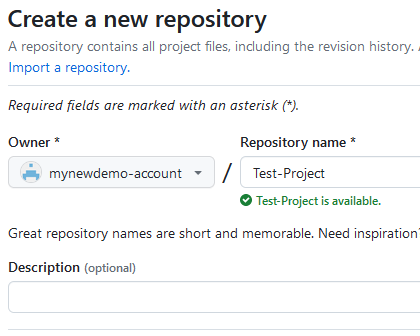 Create a new repository
A repository contains all project files, including the revision history.
Import a repository.
Required fields are marked with an asterisk (*).
Owner * Repository name *
mynewdemo-account / Test-Project
Test-Project is available.
Great repository names are short and memorable. Need inspiration?
Description (optional)